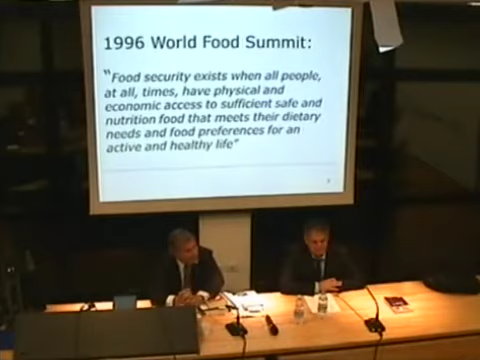 1996 World Food Summit:
"Food security exists when all people,
at all, times, have physical and
economic access to sufficient safe and
nutrition food that meets their dietary
needs and food preferences for an
active and healthy life"